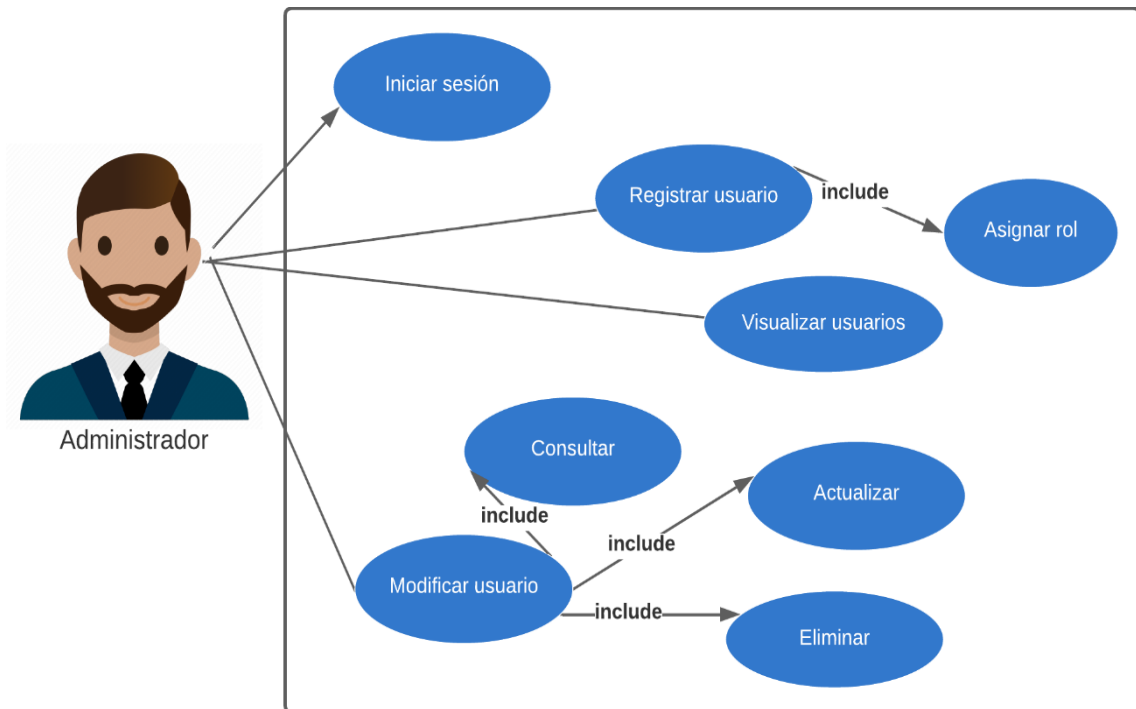 Iniciar sesión
Registrar usuario
include
Asignar rol
Visualizar usuarios
Administrador
Consultar
include
Actualizar
include
Modificar usuario
include
Eliminar